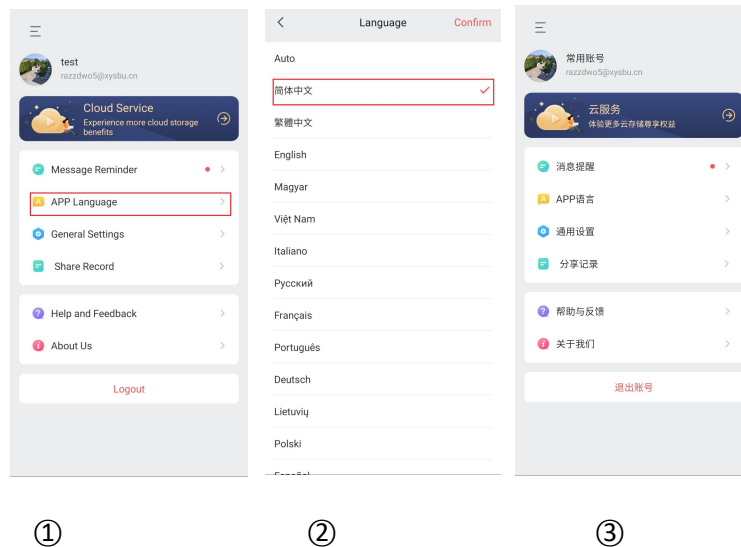 test
razzdwo5@xysbu.cn
Cloud Service
Experience more cloud storage
benefits
Message Reminder
APP Language
General Settings
Share Record
Help and Feedback
About Us
Logout
①
Language
Confirm
Auto
简体中文
繁體中文
English
Magyar
Việt Nam
Italiano
Русский
Français
Português
Deutsch
Lietuvių
Polski
Español
②
常用账号
razzdwo5@xysbu.cn
云服务
体验更多云存储尊享权益
消息提醒
APP语言
通用设置
分享记录
帮助与反馈
关于我们
退出账号
③